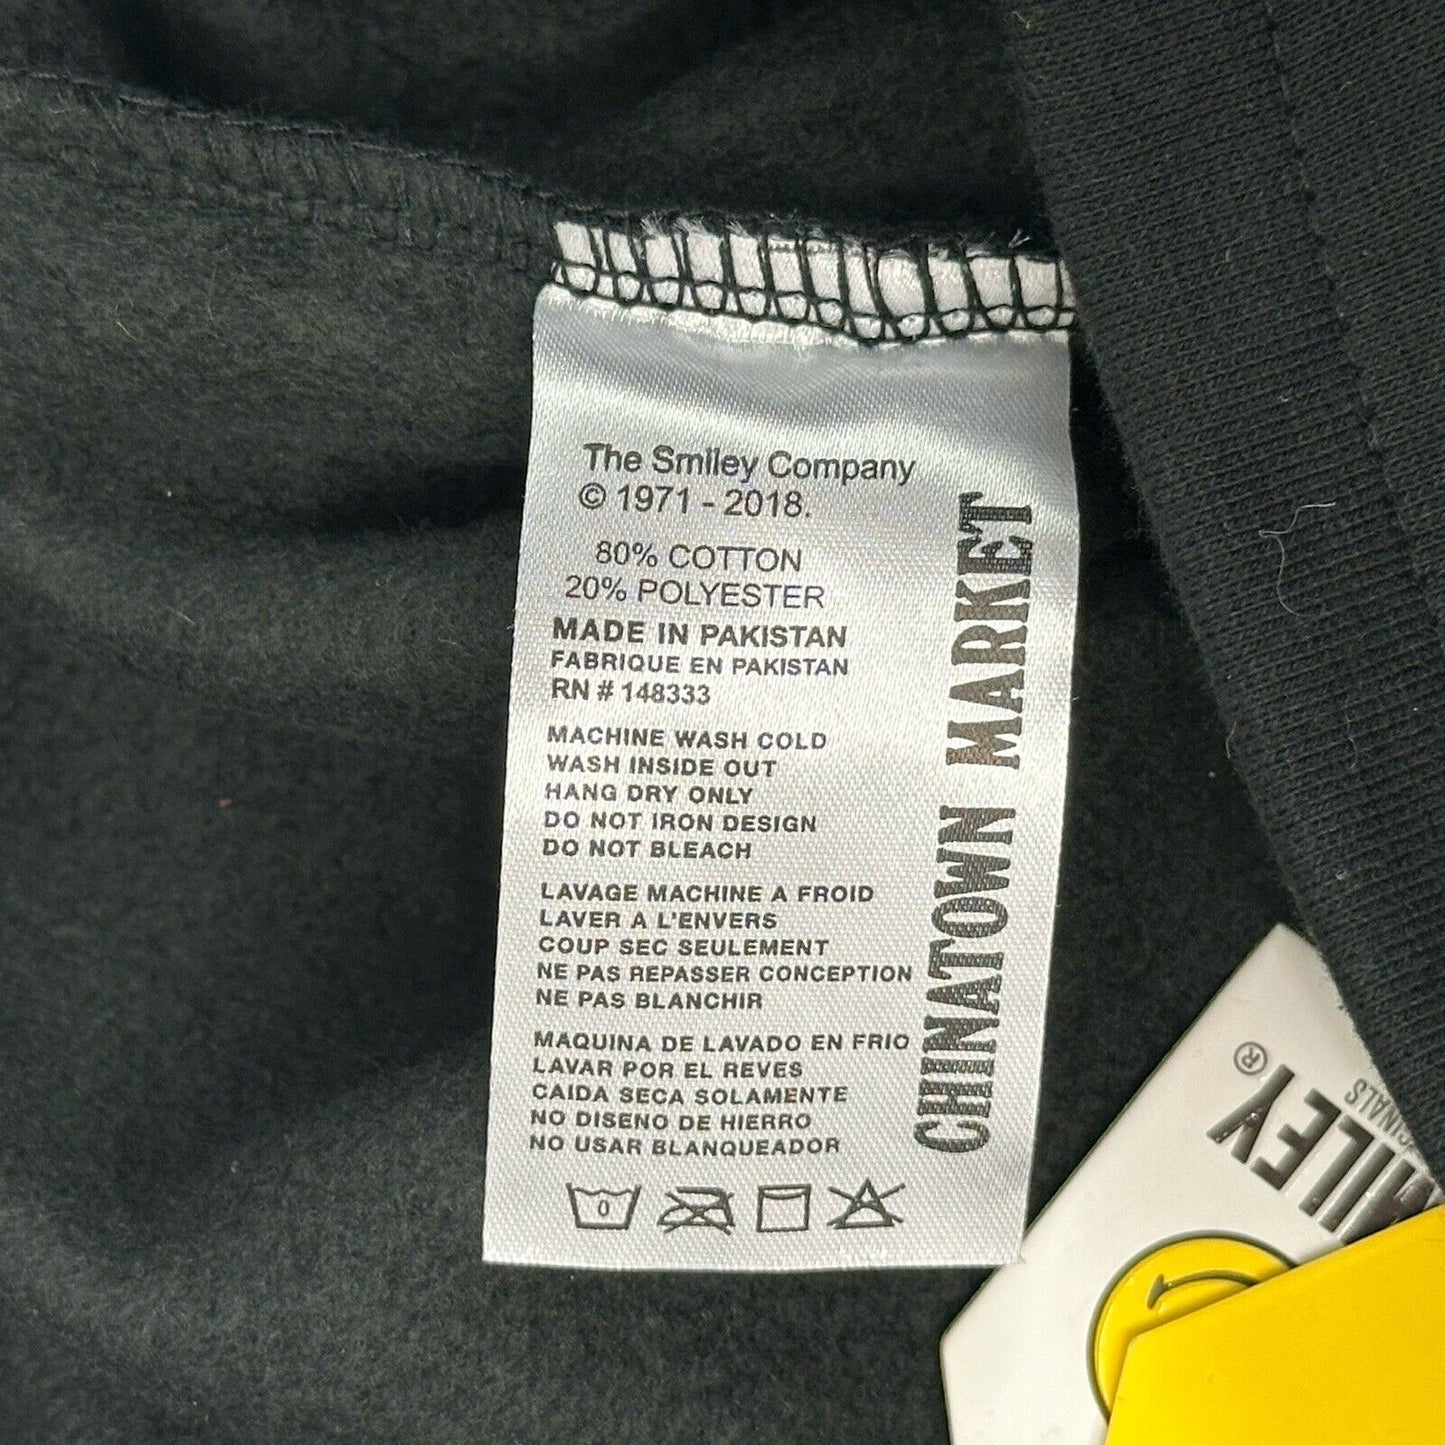 The Smiley Company
© 1971 - 2018.
80% COTTON
20% POLYESTER
MADE IN PAKISTAN
FABRIQUE EN PAKISTAN
RN # 148333
MACHINE WASH COLD
WASH INSIDE OUT
HANG DRY ONLY
DO NOT IRON DESIGN
DO NOT BLEACH
LAVAGE MACHINE A FROID
LAVER A L'ENVERS
COUP SEC SEULEMENT
NE PAS REPASSER CONCEPTION
NE PAS BLANCHIR
MAQUINA DE LAVADO EN FRIO
LAVAR POR EL REVES
CAIDA SECA SOLAMENTE
NO DISENO DE HIERRO
NO USAR BLANQUEADOR
0
CHINATOWN MARKET
MILEY®